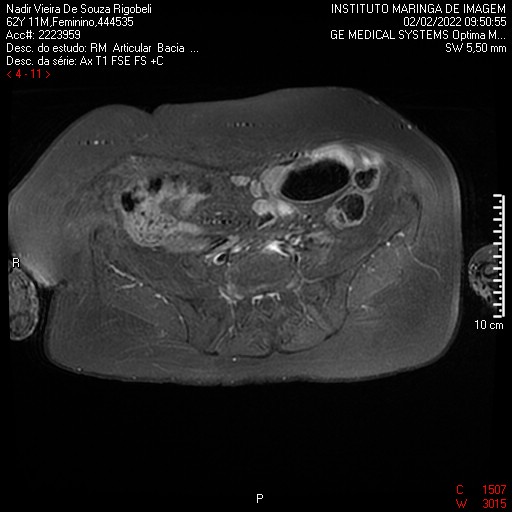 Nadir Vieira De Souza Rigobeli
62Y 11M,Feminino,444535
Acc#: 2223959
Desc. do estudo: RM Articular Bacia ...
Desc. da série: Ax T1 FSE FS +C
< 4 - 11 >
INSTITUTO MARINGA DE IMAGEM
02/02/2022 09:50:55
GE MEDICAL SYSTEMS Optima M...
SW 5,50 mm
R
10 cm
P
C 1507
W 3015